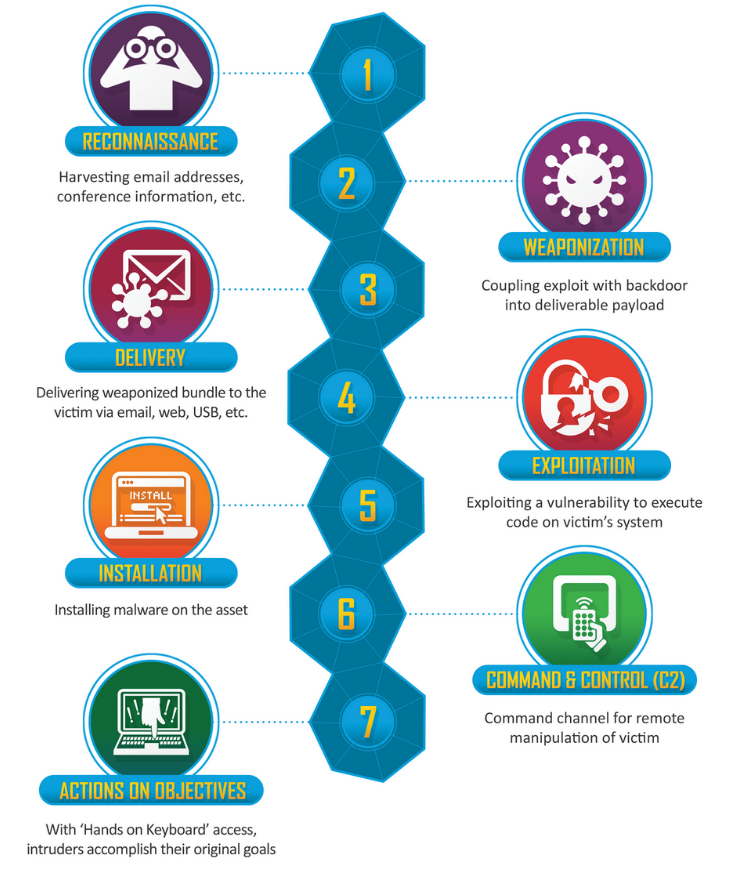 1
RECONNAISSANCE
Harvesting email addresses,
conference information, etc.
2
WEAPONIZATION
Coupling exploit with backdoor
into deliverable payload
3
DELIVERY
Delivering weaponized bundle to the
victim via email, web, USB, etc.
4
EXPLOITATION
Exploiting a vulnerability to execute
code on victim's system
5
INSTALL
INSTALLATION
Installing malware on the asset
6
COMMAND & CONTROL (C2)
Command channel for remote
manipulation of victim
7
ACTIONS ON OBJECTIVES
With ‘Hands on Keyboard’ access,
intruders accomplish their original goals